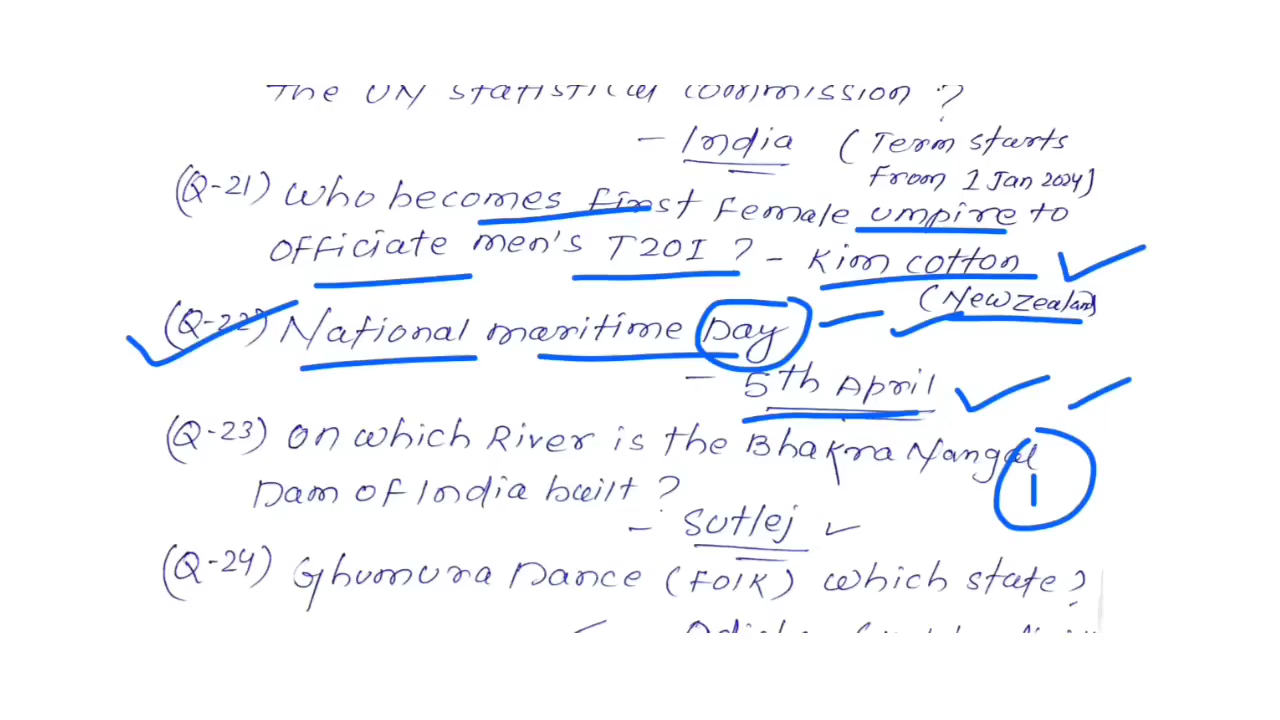 The UN Statistical Commission ?
- India (Term starts
From 1 Jan 2024)
(Q-21) Who becomes first Female umpire to
officiate men's T20I ? - Kim cotton
(New Zealand)
(Q-22) National maritime Day
- 5th April
(Q-23) On which River is the Bhakra Nangal
Dam of India built ?
- Sutlej
(Q-24) Ghumura Dance (Folk) which state?